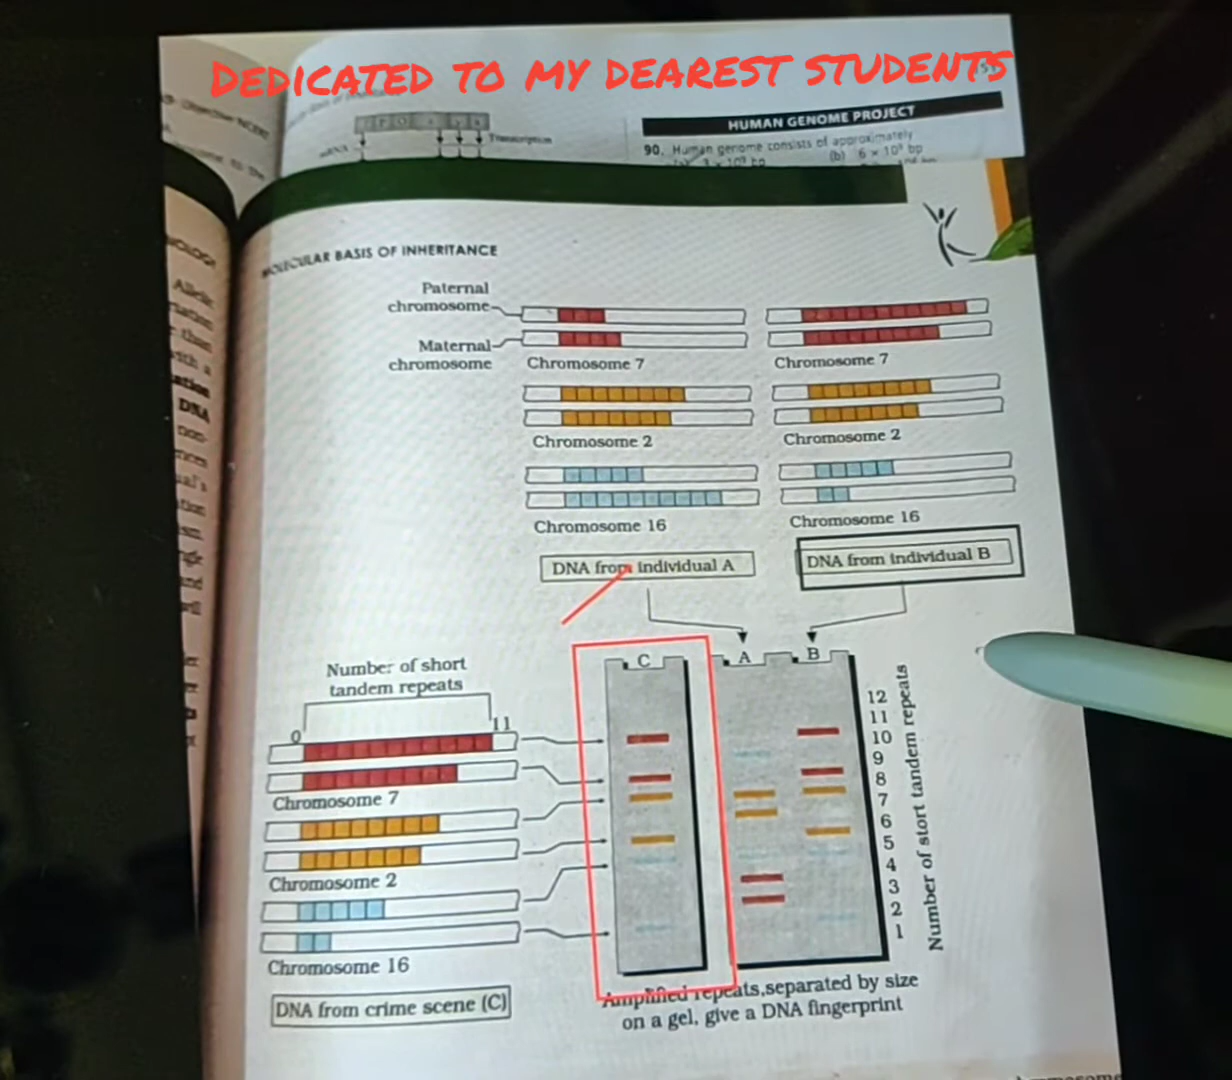 DEDICATED TO MY DEAREST STUDENTS
HUMAN GENOME PROJECT
Transcription
90. Human genome consists of approximately
(b) 6 × 10⁹ bp
MOLECULAR BASIS OF INHERITANCE
Paternal
chromosome
Maternal
chromosome
Chromosome 7
Chromosome 7
Chromosome 2
Chromosome 2
Chromosome 16
Chromosome 16
DNA from individual A
DNA from individual B
Number of short
tandem repeats
0
11
C
A
B
12
11
10
9
8
7
6
5
4
3
2
1
Number of stort tandem repeats
Chromosome 7
Chromosome 2
Chromosome 16
DNA from crime scene (C)
Amplified repeats,separated by size
on a gel, give a DNA fingerprint